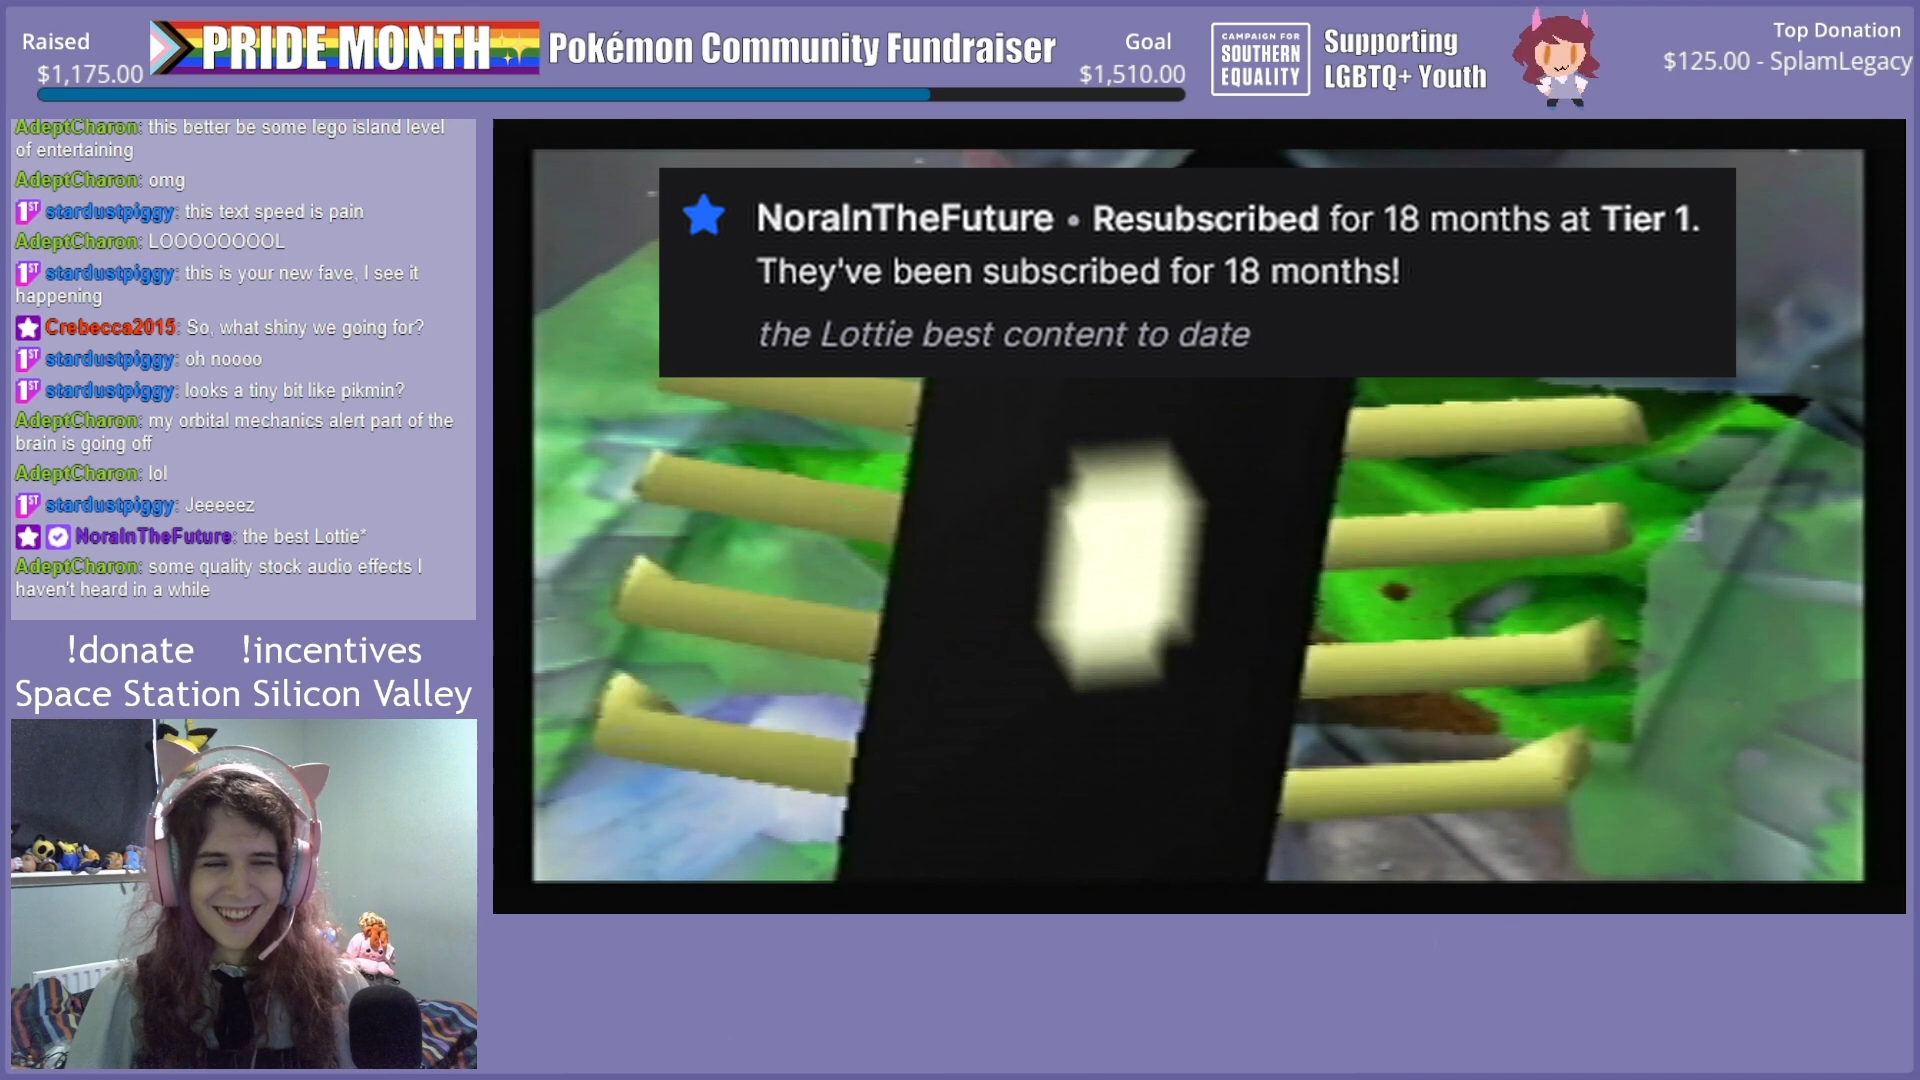 Raised
$1,175.00
PRIDE MONTH
Pokémon Community Fundraiser
Goal
$1,510.00
CAMPAIGN FOR
SOUTHERN
EQUALITY
Supporting
LGBTQ+ Youth
Top Donation
$125.00 - SplamLegacy
AdeptCharon: this better be some lego island level
of entertaining
AdeptCharon: omg
1ST stardustpiggy: this text speed is pain
AdeptCharon: LOOOOOOOOL
1ST stardustpiggy: this is your new fave, I see it
happening
Crebecca2015: So, what shiny we going for?
1ST stardustpiggy: oh noooo
1ST stardustpiggy: looks a tiny bit like pikmin?
AdeptCharon: my orbital mechanics alert part of the
brain is going off
AdeptCharon: lol
1ST stardustpiggy: Jeeeeez
NoraInTheFuture: the best Lottie*
AdeptCharon: some quality stock audio effects I
haven't heard in a while
!donate !incentives
Space Station Silicon Valley
NoraInTheFuture • Resubscribed for 18 months at Tier 1.
They've been subscribed for 18 months!
the Lottie best content to date